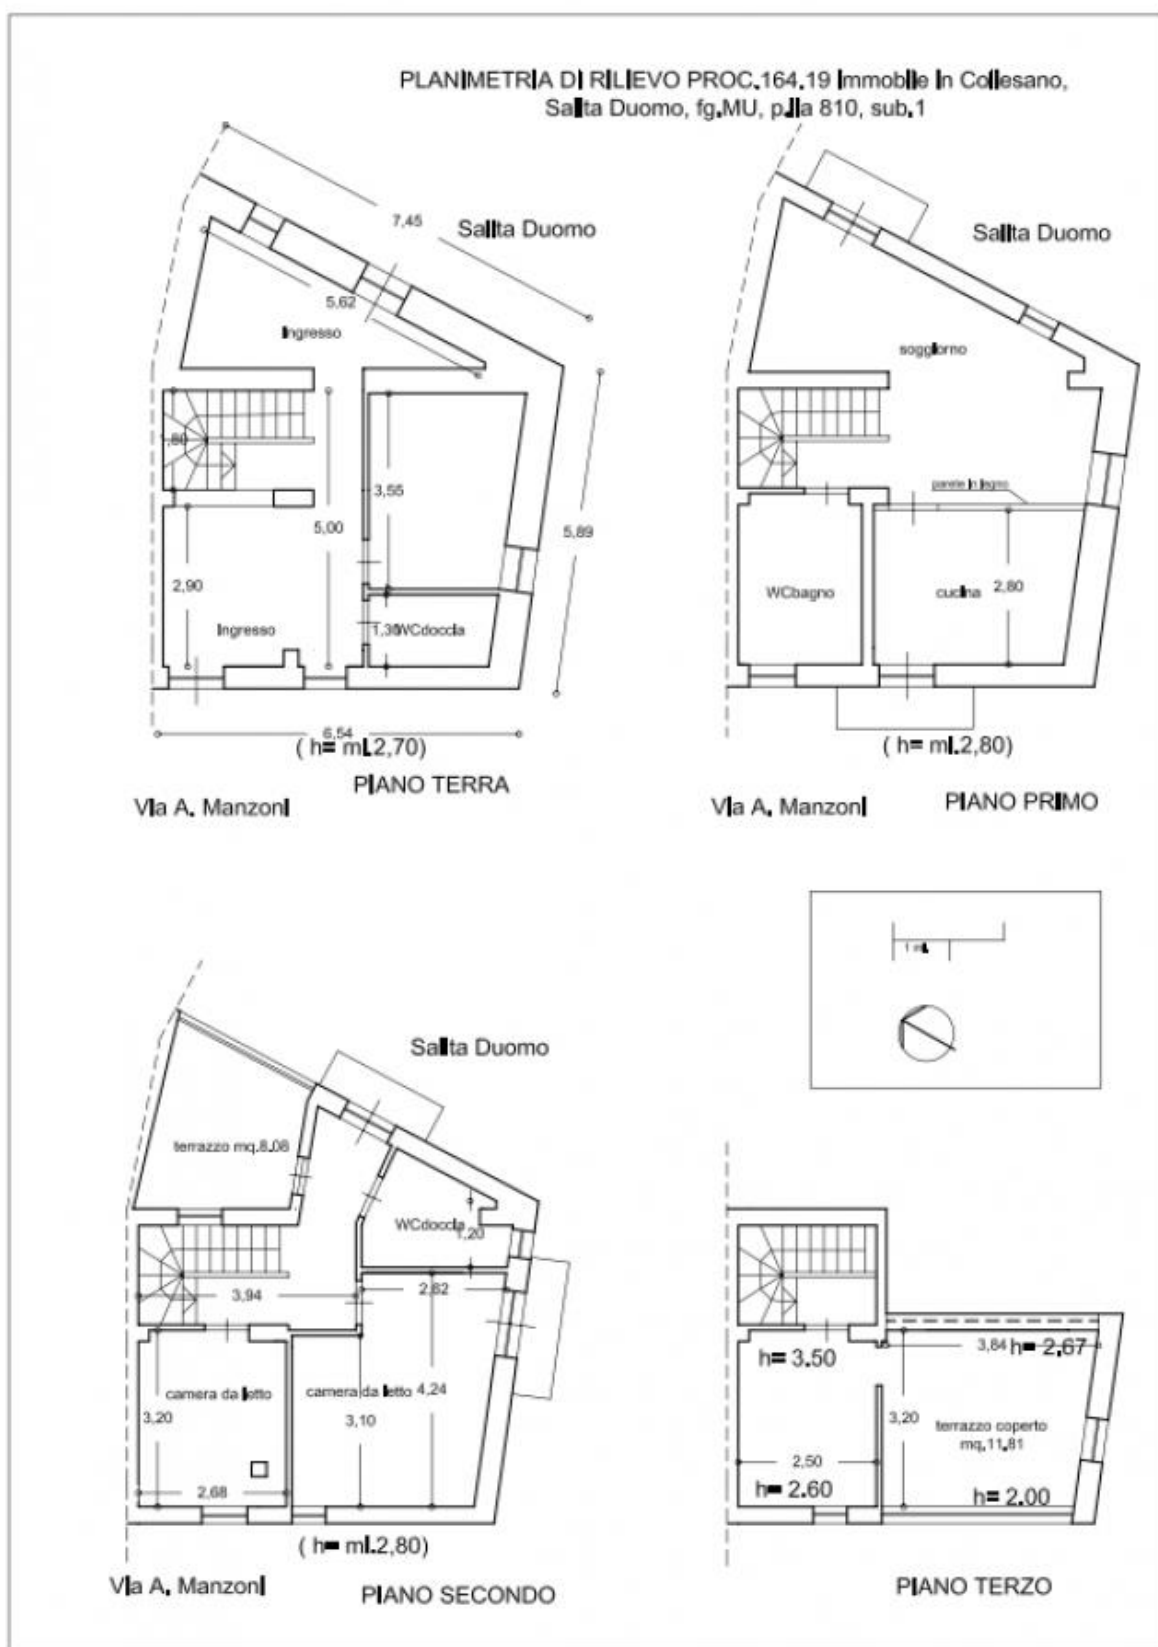 PLANIMETRIA DI RILIEVO PROC.164.19 Immobile in Collesano,
Salita Duomo, fg.MU, p.lla 810, sub.1
7,45
Salita Duomo
5,62
Ingresso
1,80
3,55
5,00
5,89
2,90
Ingresso
1,30
WCdoccia
6,54
( h= ml.2,70)
PIANO TERRA
Via A. Manzoni
Salita Duomo
soggiorno
parete in legno
WCbagno
cucina
2,80
( h= ml.2,80)
PIANO PRIMO
Via A. Manzoni
1 ml.
Salita Duomo
terrazzo mq.8.08
WCdoccia
1,20
3,94
2,62
camera da letto
camera da letto
4,24
3,20
3,10
2,68
( h= ml.2,80)
Via A. Manzoni
PIANO SECONDO
h= 3.50
3,84
h= 2,67
3,20
terrazzo coperto
mq.11.81
2,50
h= 2.60
h= 2.00
PIANO TERZO